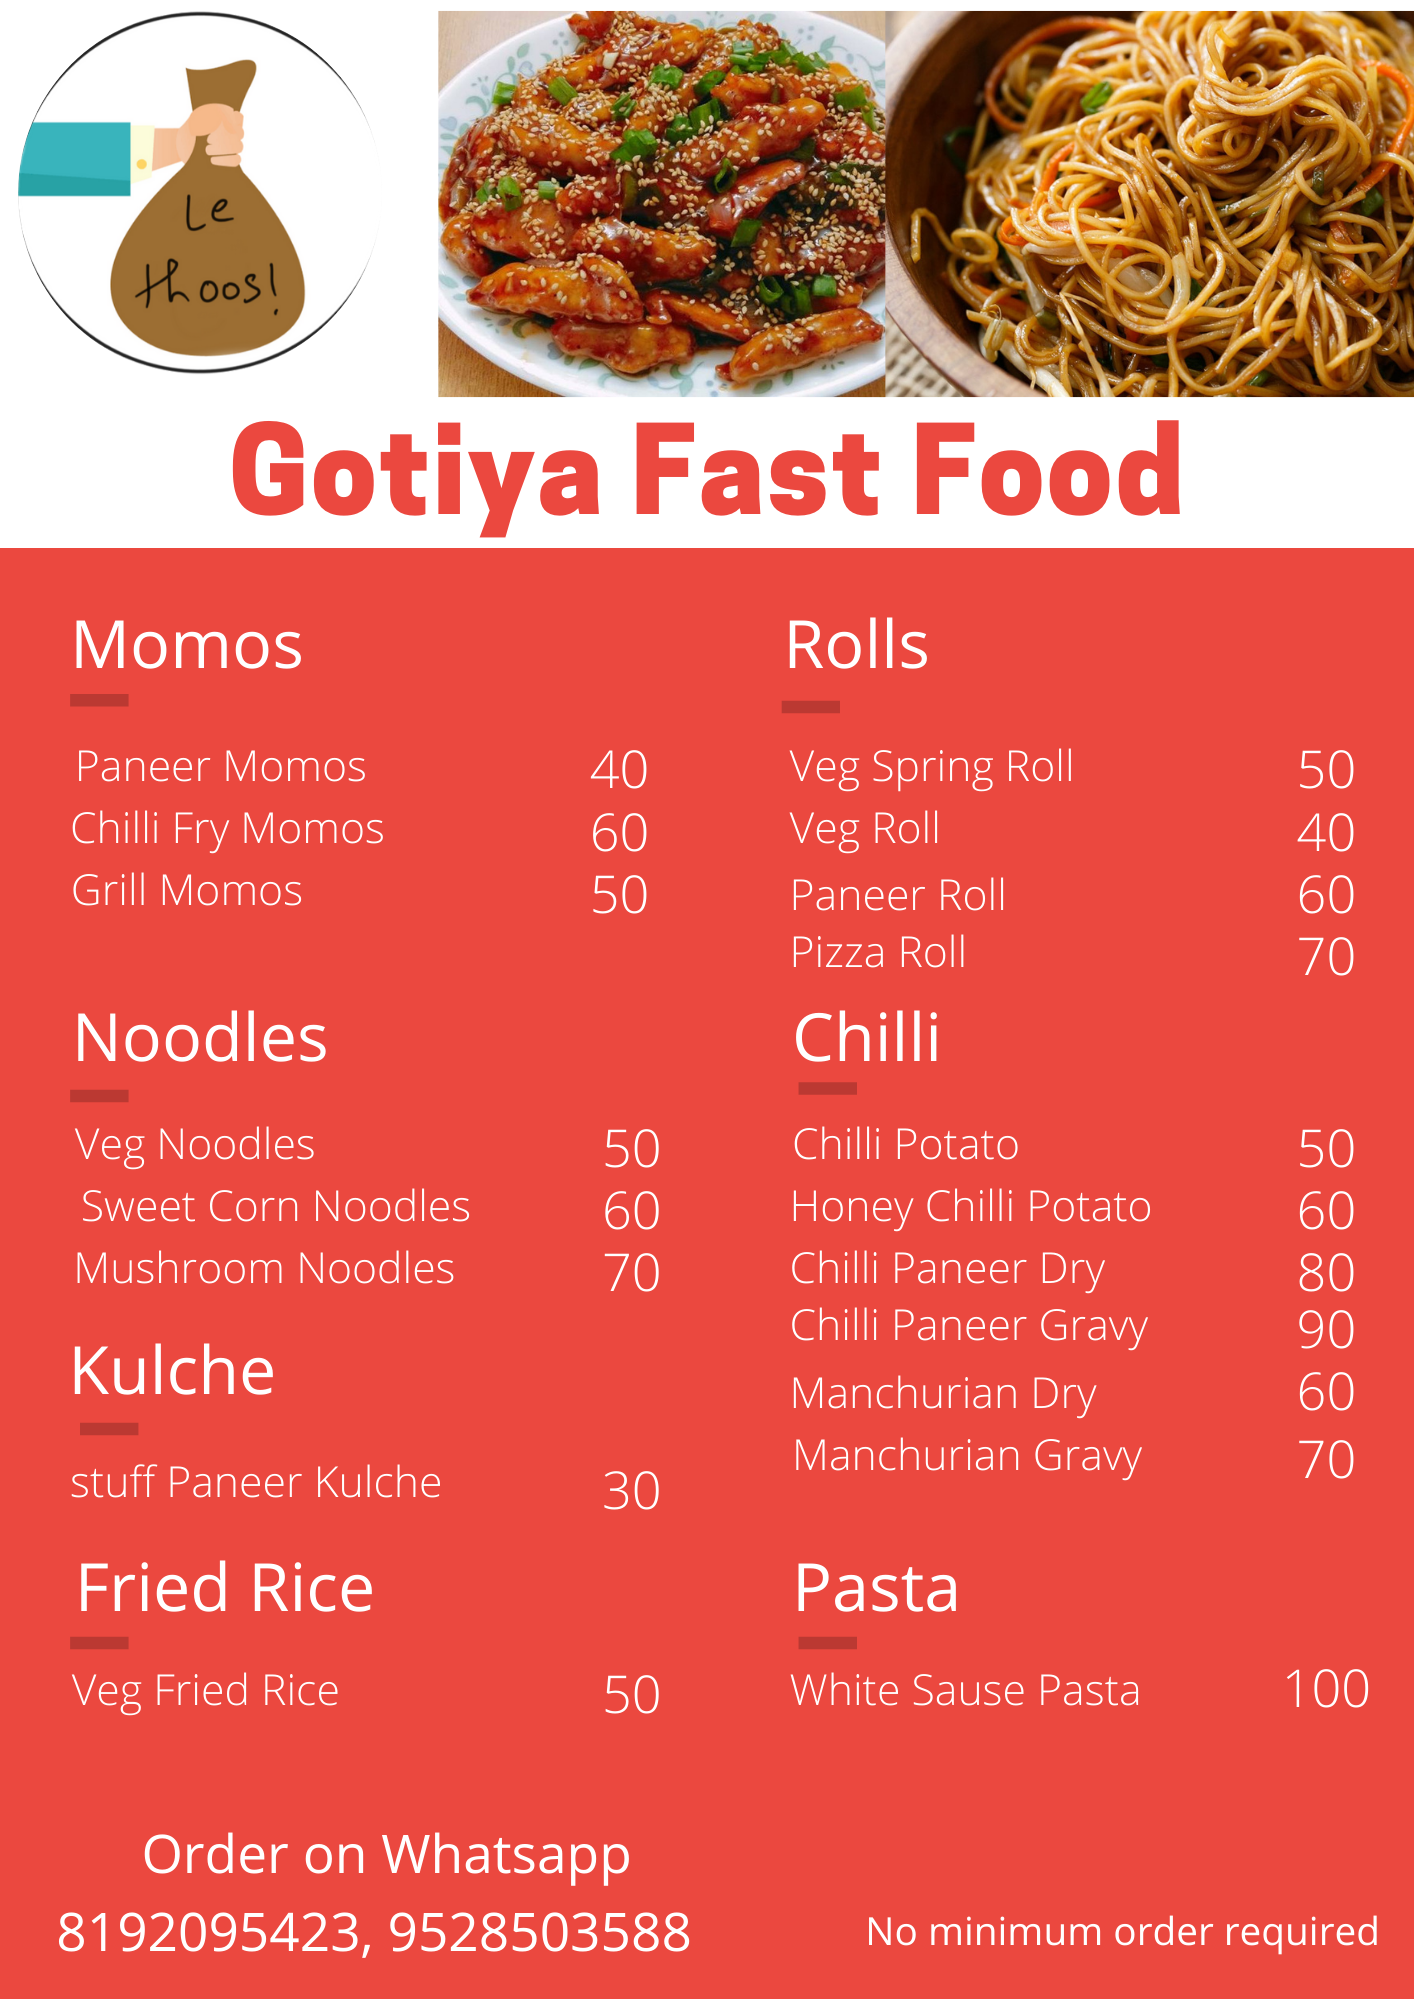 Le
thoos!
Gotiya Fast Food
Momos
Paneer Momos 40
Chilli Fry Momos 60
Grill Momos 50
Rolls
Veg Spring Roll 50
Veg Roll 40
Paneer Roll 60
Pizza Roll 70
Noodles
Veg Noodles 50
Sweet Corn Noodles 60
Mushroom Noodles 70
Chilli
Chilli Potato 50
Honey Chilli Potato 60
Chilli Paneer Dry 80
Chilli Paneer Gravy 90
Manchurian Dry 60
Manchurian Gravy 70
Kulche
stuff Paneer Kulche 30
Fried Rice
Veg Fried Rice 50
Pasta
White Sause Pasta 100
Order on Whatsapp
8192095423, 9528503588
No minimum order required